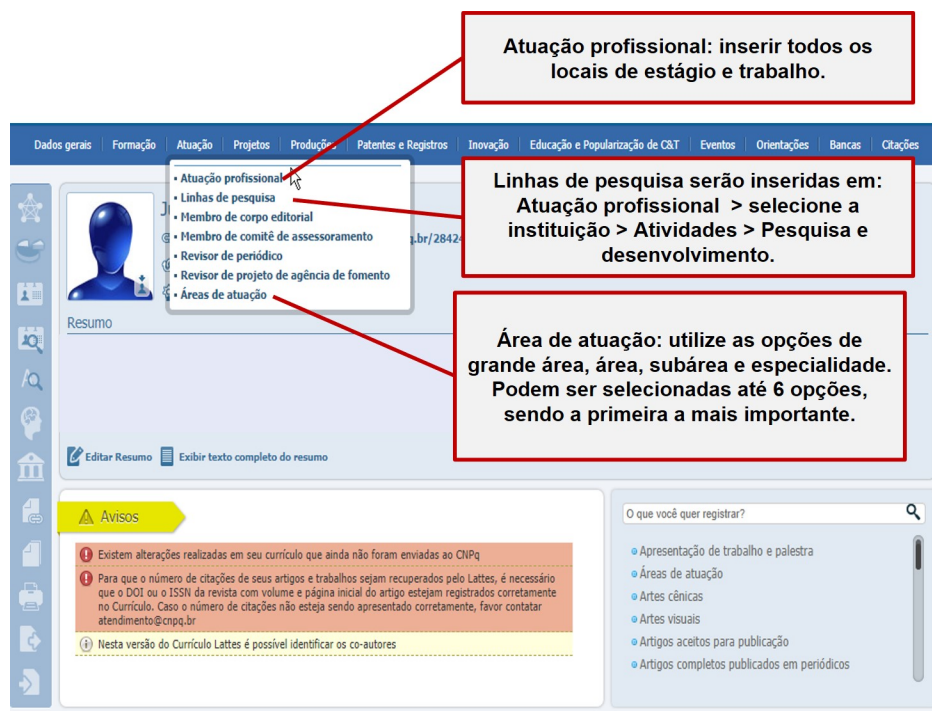 Atuação profissional: inserir todos os
locais de estágio e trabalho.
Dados gerais Formação Atuação Projetos Produções Patentes e Registros Inovação Educação e Popularização de C&T Eventos Orientações Bancas Citações
Atuação profissional
Linhas de pesquisa
Membro de corpo editorial
Membro de comitê de assessoramento
Revisor de periódico
Revisor de projeto de agência de fomento
Áreas de atuação
.br/2842
Linhas de pesquisa serão inseridas em:
Atuação profissional > selecione a
instituição > Atividades > Pesquisa e
desenvolvimento.
Resumo
Área de atuação: utilize as opções de
grande área, área, subárea e especialidade.
Podem ser selecionadas até 6 opções,
sendo a primeira a mais importante.
Editar Resumo Exibir texto completo do resumo
Avisos
Existem alterações realizadas em seu currículo que ainda não foram enviadas ao CNPq
Para que o número de citações de seus artigos e trabalhos sejam recuperados pelo Lattes, é necessário
que o DOI ou o ISSN da revista com volume e página inicial do artigo estejam registrados corretamente
no Currículo. Caso o número de citações não esteja sendo apresentado corretamente, favor contatar
atendimento@cnpq.br
Nesta versão do Currículo Lattes é possível identificar os co-autores
O que você quer registrar?
Apresentação de trabalho e palestra
Áreas de atuação
Artes cênicas
Artes visuais
Artigos aceitos para publicação
Artigos completos publicados em periódicos